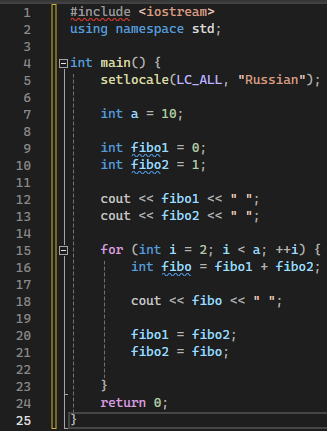 1 #include <iostream>
2 using namespace std;
3
4 int main() {
5 setlocale(LC_ALL, "Russian");
6
7 int a = 10;
8
9 int fibo1 = 0;
10 int fibo2 = 1;
11
12 cout << fibo1 << " ";
13 cout << fibo2 << " ";
14
15 for (int i = 2; i < a; ++i) {
16 int fibo = fibo1 + fibo2;
17
18 cout << fibo << " ";
19
20 fibo1 = fibo2;
21 fibo2 = fibo;
22
23 }
24 return 0;
25 }